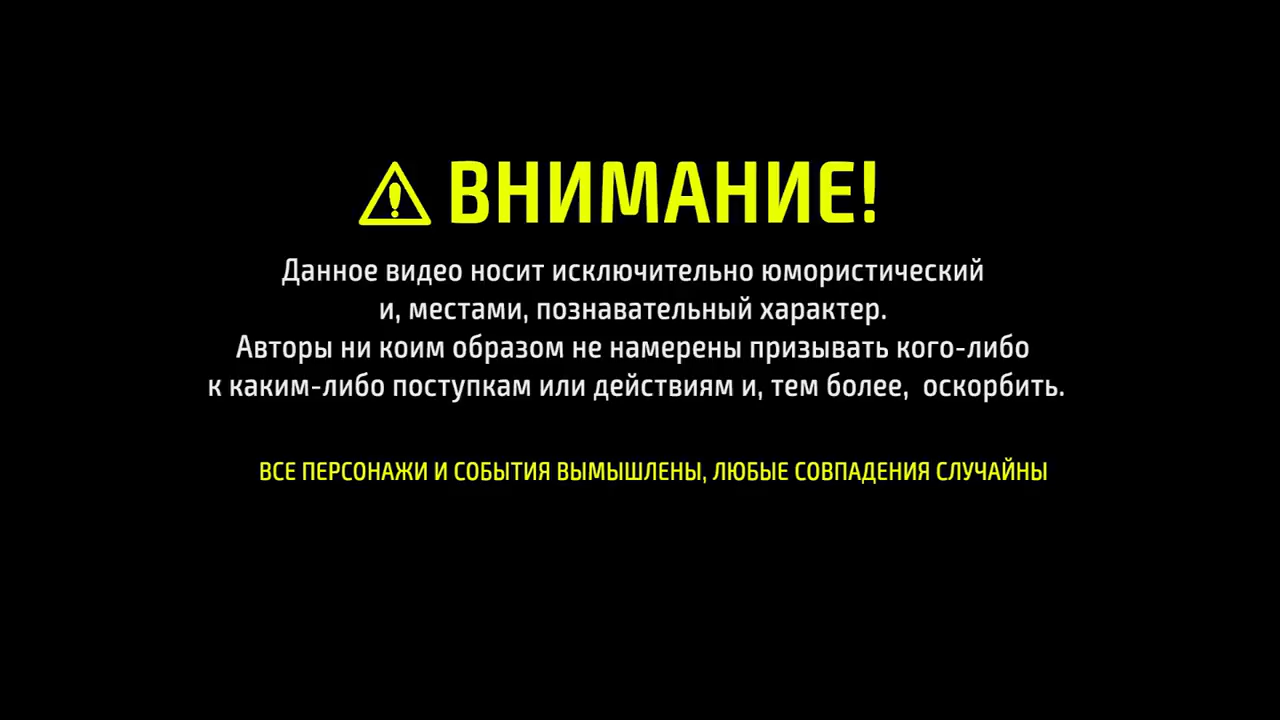 ВНИМАНИЕ!
Данное видео носит исключительно юмористический
и, местами, познавательный характер.
Авторы ни коим образом не намерены призывать кого-либо
к каким-либо поступкам или действиям и, тем более,  оскорбить.
ВСЕ ПЕРСОНАЖИ И СОБЫТИЯ ВЫМЫШЛЕНЫ, ЛЮБЫЕ СОВПАДЕНИЯ СЛУЧАЙНЫ